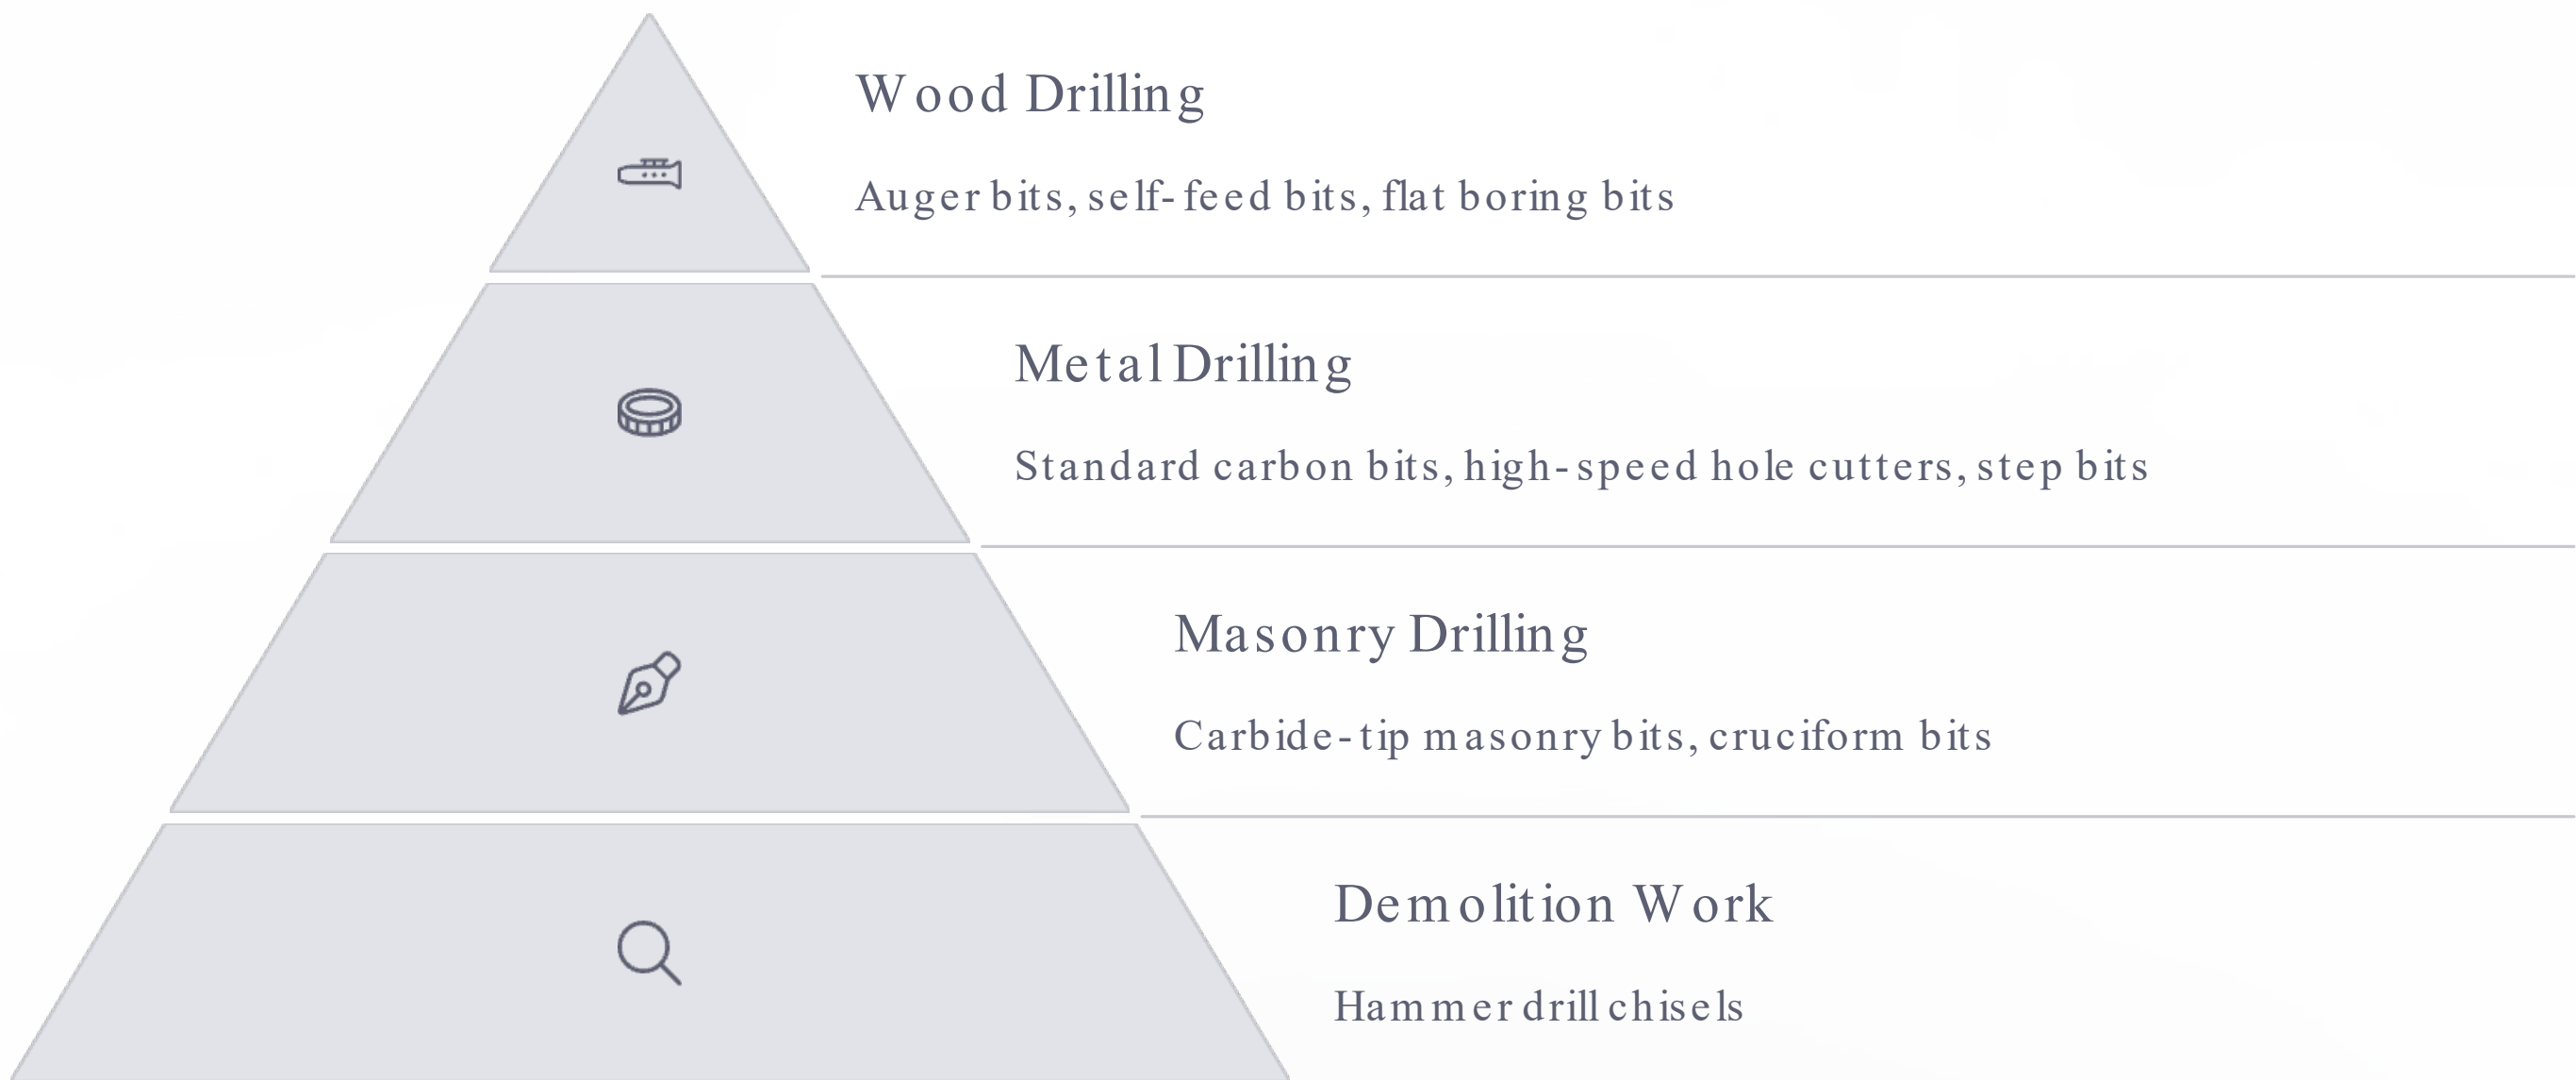 Wood Drilling
Auger bits, self-feed bits, flat boring bits
Metal Drilling
Standard carbon bits, high-speed hole cutters, step bits
Masonry Drilling
Carbide-tip masonry bits, cruciform bits
Demolition Work
Hammer drill chisels